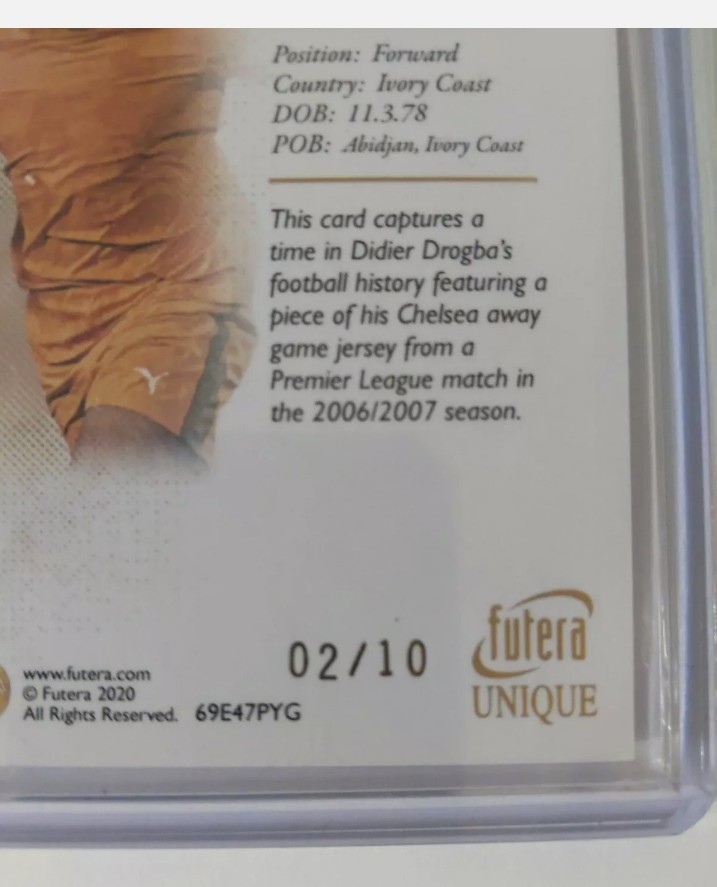 Position: Forward
Country: Ivory Coast
DOB: 11.3.78
POB: Abidjan, Ivory Coast
This card captures a
time in Didier Drogba's
football history featuring a
piece of his Chelsea away
game jersey from a
Premier League match in
the 2006/2007 season.
02/10
futera
UNIQUE
www.futera.com
© Futera 2020
All Rights Reserved. 69E47PYG